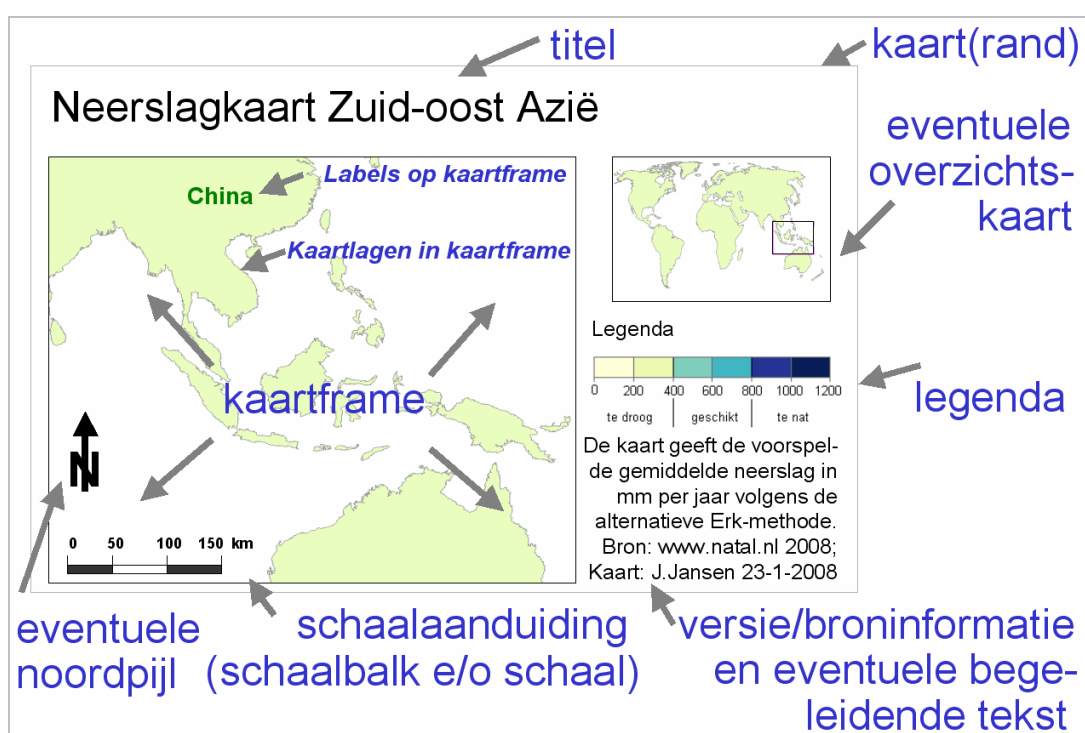 titel
kaart(rand)
Neerslagkaart Zuid-oost Azië
eventuele
overzichts-
kaart
Labels op kaartframe
China
Kaartlagen in kaartframe
kaartframe
N
0 50 100 150 km
Legenda
0 200 400 600 800 1000 1200
te droog geschikt te nat
legenda
De kaart geeft de voorspel-
de gemiddelde neerslag in
mm per jaar volgens de
alternatieve Erk-methode.
Bron: www.natal.nl 2008;
Kaart: J.Jansen 23-1-2008
eventuele
noordpijl
schaalaanduiding
(schaalbalk e/o schaal)
versie/broninformatie
en eventuele bege-
leidende tekst